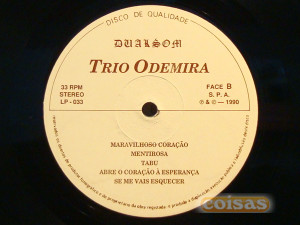 DISCO DE QUALIDADE
DUALSOM
TRIO ODEMIRA
33 RPM
STEREO
LP - 033
FACE B
S. P. A.
℗ & © — 1990
MARAVILHOSO CORAÇÃO
MENTIROSA
TABU
ABRE O CORAÇÃO À ESPERANÇA
SE ME VAIS ESQUECER
coisas